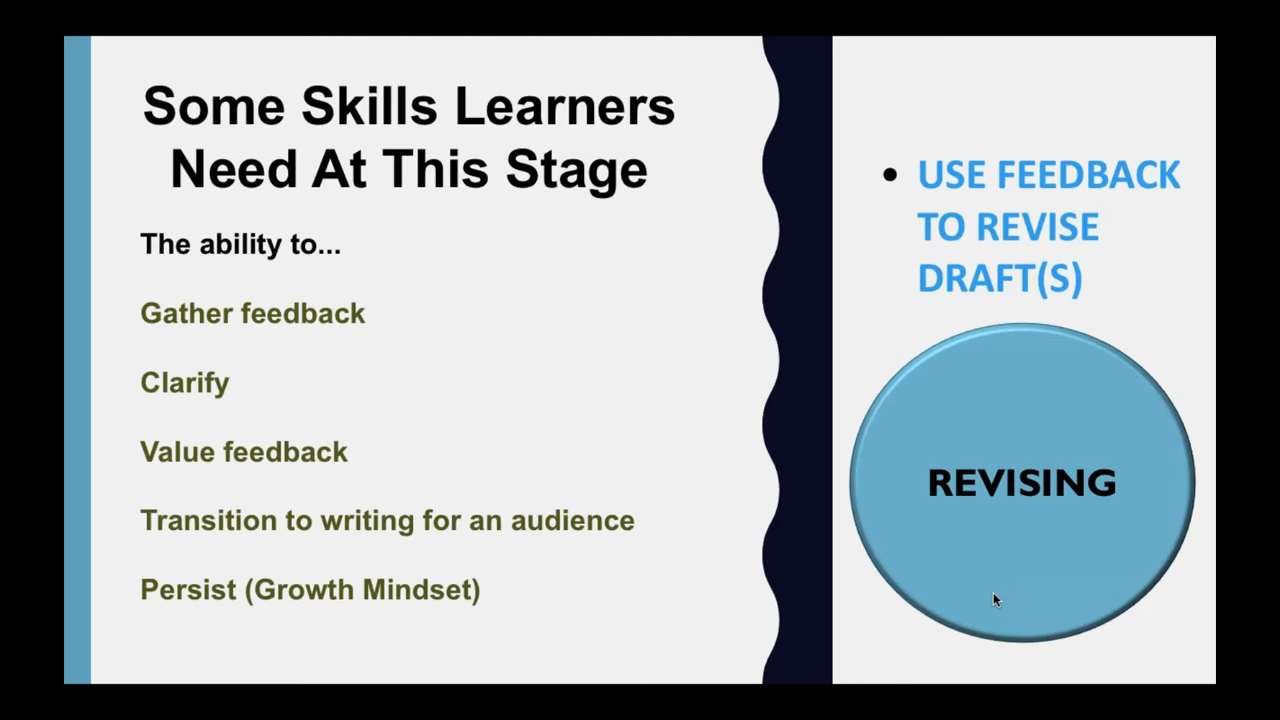 Some Skills Learners
Need At This Stage
The ability to...
Gather feedback
Clarify
Value feedback
Transition to writing for an audience
Persist (Growth Mindset)
• USE FEEDBACK
TO REVISE
DRAFT(S)
REVISING